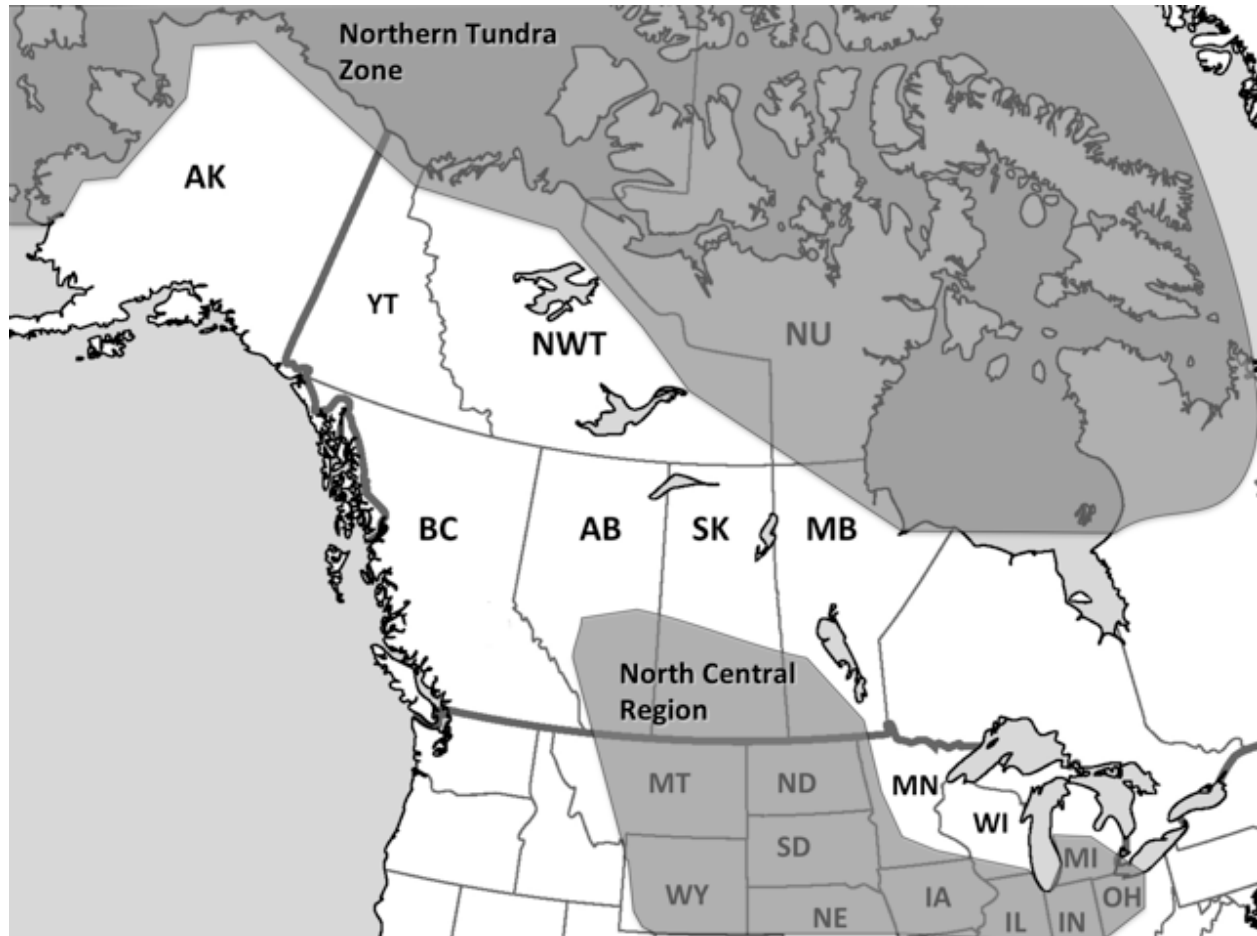 Northern Tundra
Zone
AK
YT
NWT
NU
BC
AB
SK
MB
North Central
Region
MT
ND
MN
WI
SD
MI
WY
IA
OH
NE
IL
IN